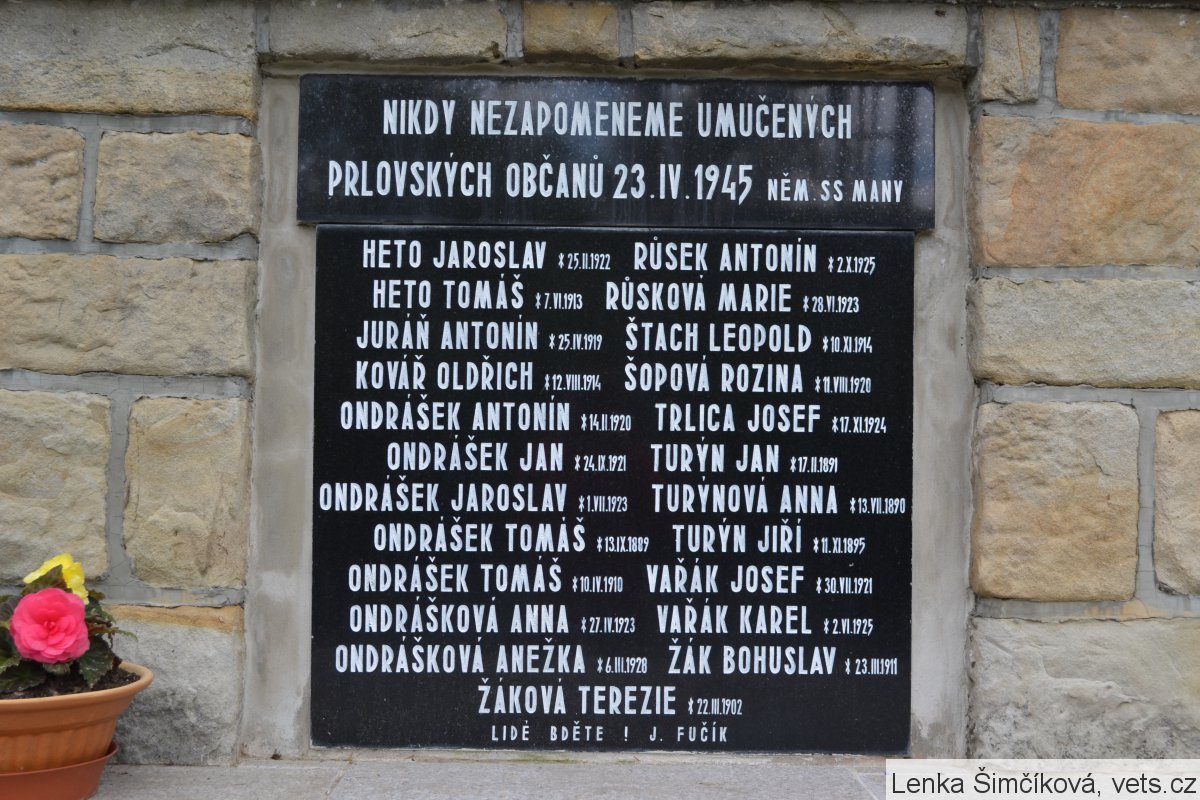 NIKDY NEZAPOMENEME UMUČENÝCH
PRLOVSKÝCH OBČANŮ 23.IV.1945 NĚM.SS MANY
HETO JAROSLAV *25.II.1922 RŮSEK ANTONÍN *2.X.1925
HETO TOMÁŠ *7.VI.1913 RŮSKOVÁ MARIE *28.VI.1923
JURÁŇ ANTONÍN *25.IV.1919 ŠTACH LEOPOLD *10.XI.1914
KOVÁŘ OLDŘICH *12.VIII.1914 ŠOPOVÁ ROZINA *11.VIII.1920
ONDRÁŠEK ANTONÍN *14.II.1920 TRLICA JOSEF *17.XI.1924
ONDRÁŠEK JAN *24.IX.1921 TURÝN JAN *17.II.1891
ONDRÁŠEK JAROSLAV *1.VII.1923 TURÝNOVÁ ANNA *13.VII.1890
ONDRÁŠEK TOMÁŠ *13.IX.1889 TURÝN JIŘÍ *11.XI.1895
ONDRÁŠEK TOMÁŠ *10.IV.1910 VAŘÁK JOSEF *30.VII.1921
ONDRÁŠKOVÁ ANNA *27.IV.1923 VAŘÁK KAREL *2.VI.1925
ONDRÁŠKOVÁ ANEŽKA *6.III.1928 ŽÁK BOHUSLAV *23.III.1911
ŽÁKOVÁ TEREZIE *22.III.1902
LIDÉ BDĚTE ! J. FUČÍK
Lenka Šimčíková, vets.cz